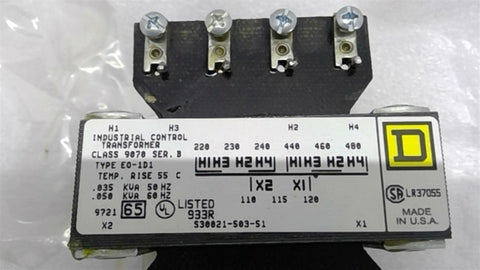 H1 H3 H2 H4
INDUSTRIAL CONTROL
TRANSFORMER
CLASS 9070 SER. B
TYPE EO-1D1
TEMP. RISE 55 C
.035 KVA 50 HZ
.050 KVA 60 HZ
9721 65 UL LISTED
933R
X2 S30021-503-51 X1
220 230 240 440 460 480
H1 H3 H2 H4 H1 H3 H2 H4
X2 X1
110 115 120
D
SA LR37055
MADE
IN
U.S.A.